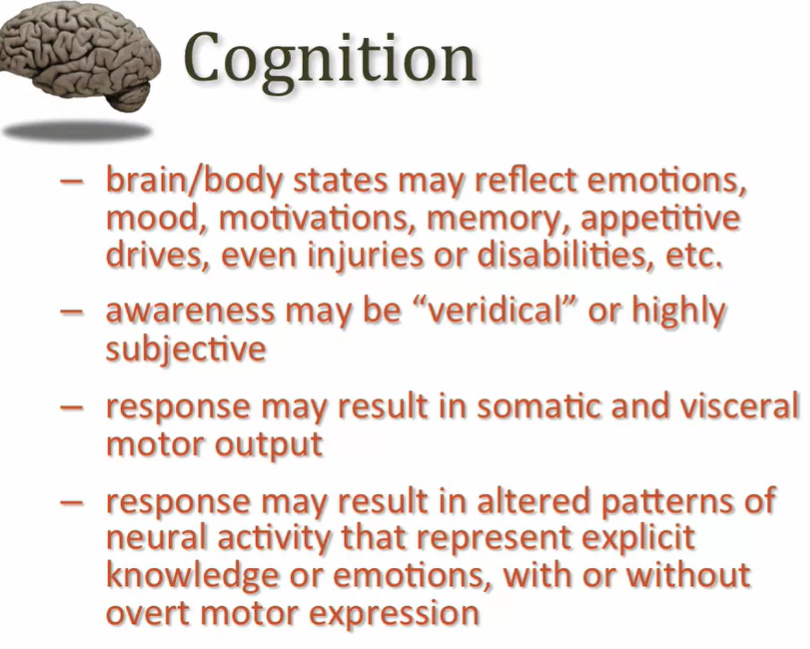 Cognition
– brain/body states may reflect emotions,
mood, motivations, memory, appetitive
drives, even injuries or disabilities, etc.
– awareness may be “veridical” or highly
subjective
– response may result in somatic and visceral
motor output
– response may result in altered patterns of
neural activity that represent explicit
knowledge or emotions, with or without
overt motor expression